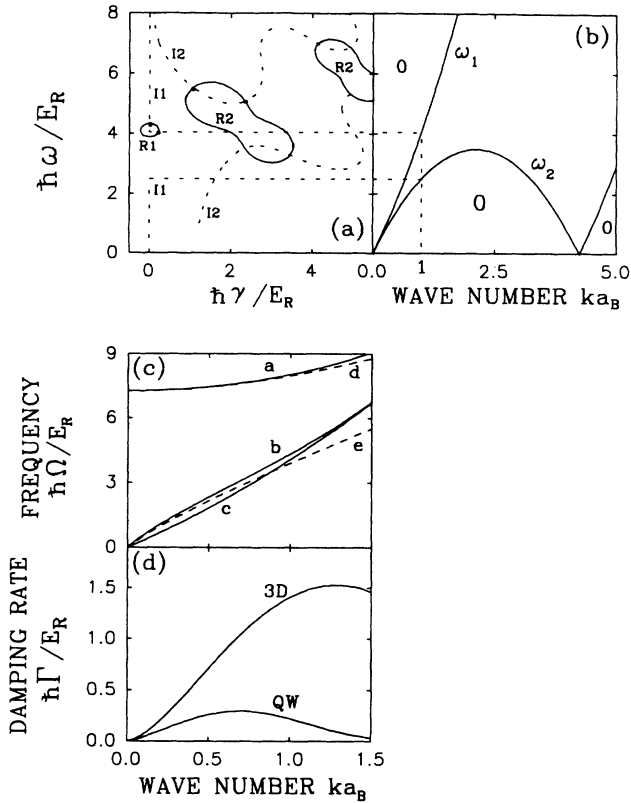 ħω/E_R
8
6
4
2
0
I2
I1
R1
I1
R2
I2
R2
(a)
0
2
4
ħγ/E_R
0
ω₁
(b)
ω₂
0
0
0.0
1
2.5
5.0
WAVE NUMBER ka_B
FREQUENCY
ħΩ/E_R
9
6
3
0
(c)
a
d
b
e
c
DAMPING RATE
ħΓ/E_R
1.5
1.0
0.5
0.0
(d)
3D
QW
0.0
0.5
1.0
1.5
WAVE NUMBER ka_B